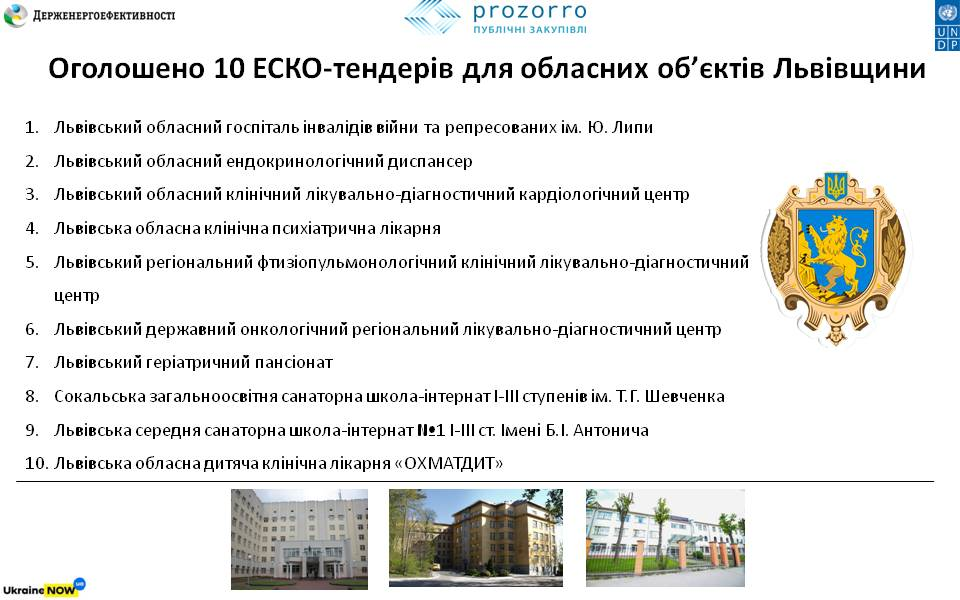 ДЕРЖЕНЕРГОЕФЕКТИВНОСТІ
prozorro
ПУБЛІЧНІ ЗАКУПІВЛІ
U N
D P
Оголошено 10 ЕСКО-тендерів для обласних об’єктів Львівщини
1. Львівський обласний госпіталь інвалідів війни та репресованих ім. Ю. Липи
2. Львівський обласний ендокринологічний диспансер
3. Львівський обласний клінічний лікувально-діагностичний кардіологічний центр
4. Львівська обласна клінічна психіатрична лікарня
5. Львівський регіональний фтизіопульмонологічний клінічний лікувально-діагностичний
центр
6. Львівський державний онкологічний регіональний лікувально-діагностичний центр
7. Львівський геріатричний пансіонат
8. Сокальська загальноосвітня санаторна школа-інтернат І-ІІІ ступенів ім. Т.Г. Шевченка
9. Львівська середня санаторна школа-інтернат №1 І-ІІІ ст. Імені Б.І. Антонича
10. Львівська обласна дитяча клінічна лікарня «ОХМАТДИТ»
Ukraine NOW ua